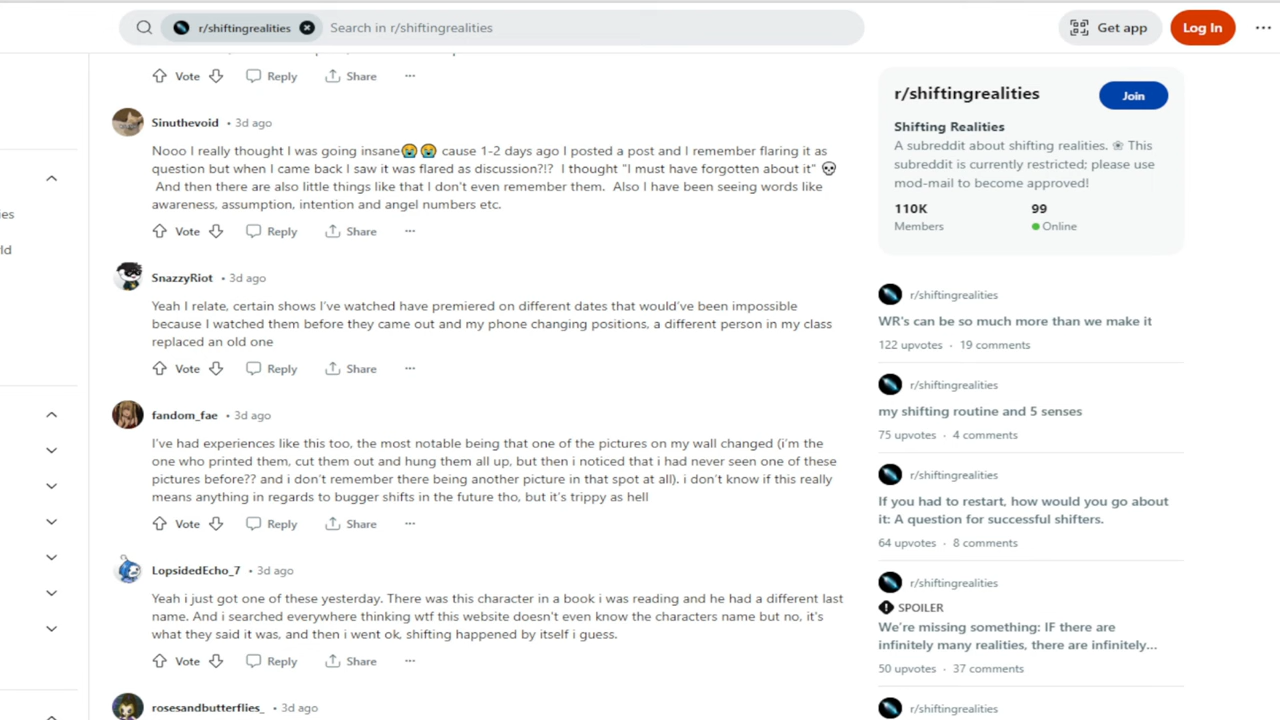 r/shiftingrealities
Search in r/shiftingrealities
Get app
Log In
Vote Reply Share
Sinuthevoid • 3d ago
Nooo I really thought I was going insane😭😭 cause 1-2 days ago I posted a post and I remember flaring it as
question but when I came back I saw it was flared as discussion?!? I thought "I must have forgotten about it" 💀
And then there are also little things like that I don't even remember them. Also I have been seeing words like
awareness, assumption, intention and angel numbers etc.
Vote Reply Share
SnazzyRiot • 3d ago
Yeah I relate, certain shows I've watched have premiered on different dates that would've been impossible
because I watched them before they came out and my phone changing positions, a different person in my class
replaced an old one
Vote Reply Share
fandom_fae • 3d ago
I've had experiences like this too, the most notable being that one of the pictures on my wall changed (i'm the
one who printed them, cut them out and hung them all up, but then i noticed that i had never seen one of these
pictures before?? and i don't remember there being another picture in that spot at all). i don't know if this really
means anything in regards to bugger shifts in the future tho, but it's trippy as hell
Vote Reply Share
LopsidedEcho_7 • 3d ago
Yeah i just got one of these yesterday. There was this character in a book i was reading and he had a different last
name. And i searched everywhere thinking wtf this website doesn't even know the characters name but no, it's
what they said it was, and then i went ok, shifting happened by itself i guess.
Vote Reply Share
rosesandbutterflies_ • 3d ago
r/shiftingrealities
Join
Shifting Realities
A subreddit about shifting realities. ❀ This
subreddit is currently restricted; please use
mod-mail to become approved!
110K 99
Members Online
r/shiftingrealities
WR's can be so much more than we make it
122 upvotes · 19 comments
r/shiftingrealities
my shifting routine and 5 senses
75 upvotes · 4 comments
r/shiftingrealities
If you had to restart, how would you go about
it: A question for successful shifters.
64 upvotes · 8 comments
r/shiftingrealities
SPOILER
We're missing something: IF there are
infinitely many realities, there are infinitely...
50 upvotes · 37 comments
r/shiftingrealities